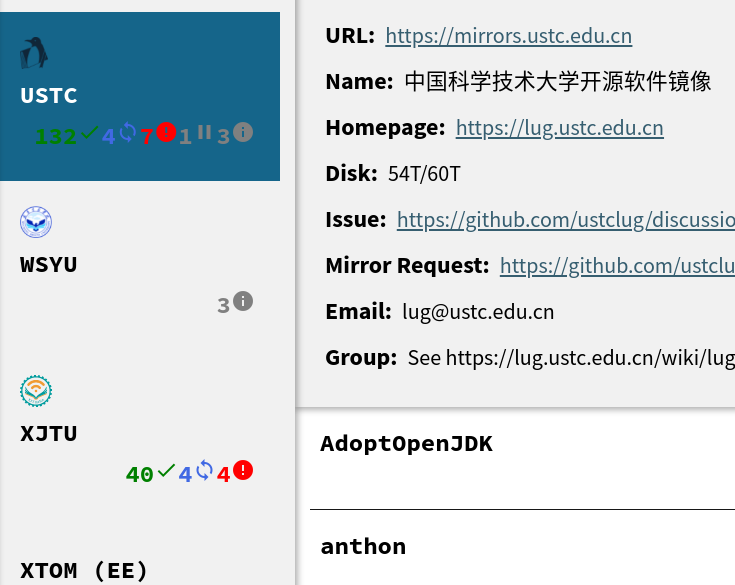 USTC
132 4 7 1 3
WSYU
3
XJTU
40 4 4
XTOM (EE)
URL: https://mirrors.ustc.edu.cn
Name: 中国科学技术大学开源软件镜像
Homepage: https://lug.ustc.edu.cn
Disk: 54T/60T
Issue: https://github.com/ustclug/discussio
Mirror Request: https://github.com/ustclu
Email: lug@ustc.edu.cn
Group: See https://lug.ustc.edu.cn/wiki/lug
AdoptOpenJDK
anthon